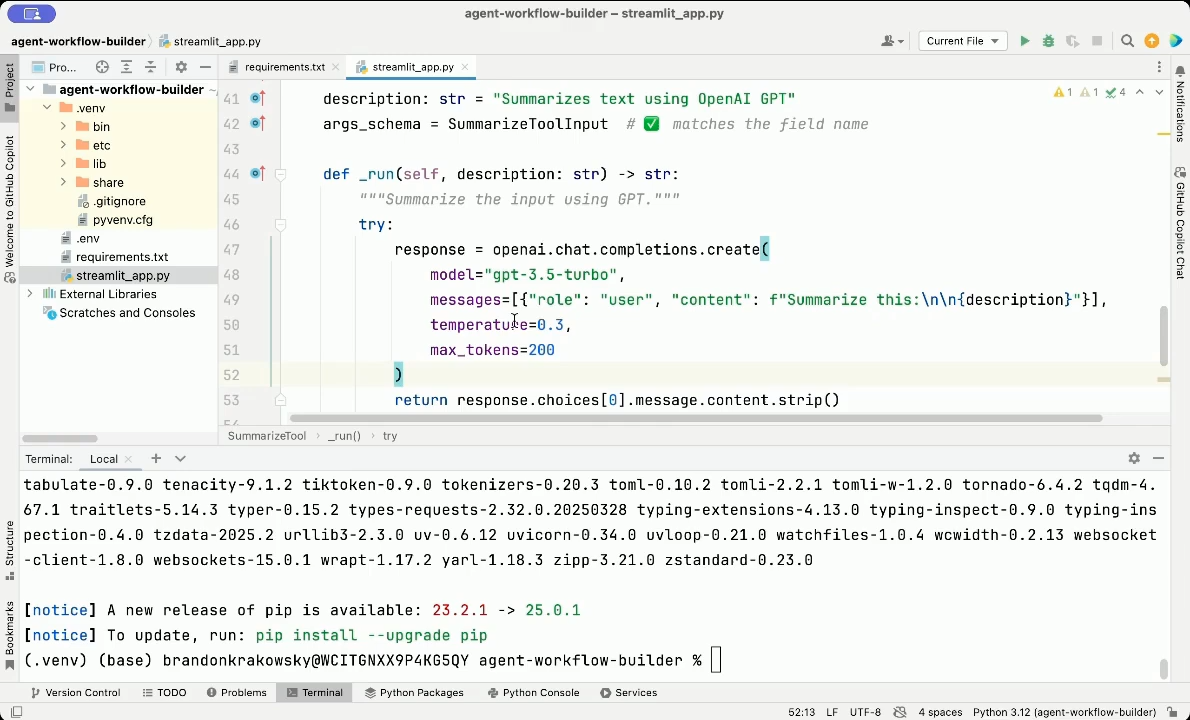 agent-workflow-builder – streamlit_app.py
agent-workflow-builder
streamlit_app.py
Current File
Project
Pro...
requirements.txt
streamlit_app.py
agent-workflow-builder ~
.venv
bin
etc
lib
share
.gitignore
pyvenv.cfg
.env
requirements.txt
streamlit_app.py
External Libraries
Scratches and Consoles
Welcome to GitHub Copilot
Structure
Bookmarks
Notifications
GitHub Copilot Chat
1 1 4
41 description: str = "Summarizes text using OpenAI GPT"
42 args_schema = SummarizeToolInput # ✅ matches the field name
43
44 def _run(self, description: str) -> str:
45 """Summarize the input using GPT."""
46 try:
47 response = openai.chat.completions.create(
48 model="gpt-3.5-turbo",
49 messages=[{"role": "user", "content": f"Summarize this:\n\n{description}"}],
50 temperature=0.3,
51 max_tokens=200
52 )
53 return response.choices[0].message.content.strip()
SummarizeTool › _run() › try
Terminal: Local
tabulate-0.9.0 tenacity-9.1.2 tiktoken-0.9.0 tokenizers-0.20.3 toml-0.10.2 tomli-2.2.1 tomli-w-1.2.0 tornado-6.4.2 tqdm-4.
67.1 traitlets-5.14.3 typer-0.15.2 types-requests-2.32.0.20250328 typing-extensions-4.13.0 typing-inspect-0.9.0 typing-ins
pection-0.4.0 tzdata-2025.2 urllib3-2.3.0 uv-0.6.12 uvicorn-0.34.0 uvloop-0.21.0 watchfiles-1.0.4 wcwidth-0.2.13 websocket
-client-1.8.0 websockets-15.0.1 wrapt-1.17.2 yarl-1.18.3 zipp-3.21.0 zstandard-0.23.0
[notice] A new release of pip is available: 23.2.1 -> 25.0.1
[notice] To update, run: pip install --upgrade pip
(.venv) (base) brandonkrakowsky@WCITGNXX9P4KG5QY agent-workflow-builder %
Version Control
TODO
Problems
Terminal
Python Packages
Python Console
Services
52:13 LF UTF-8 4 spaces Python 3.12 (agent-workflow-builder)